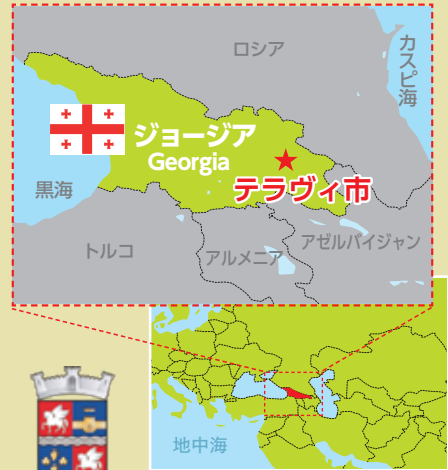 ロシア
カスピ海
ジョージア
Georgia
テラヴィ市
黒海
トルコ
アルメニア
アゼルバイジャン
地中海